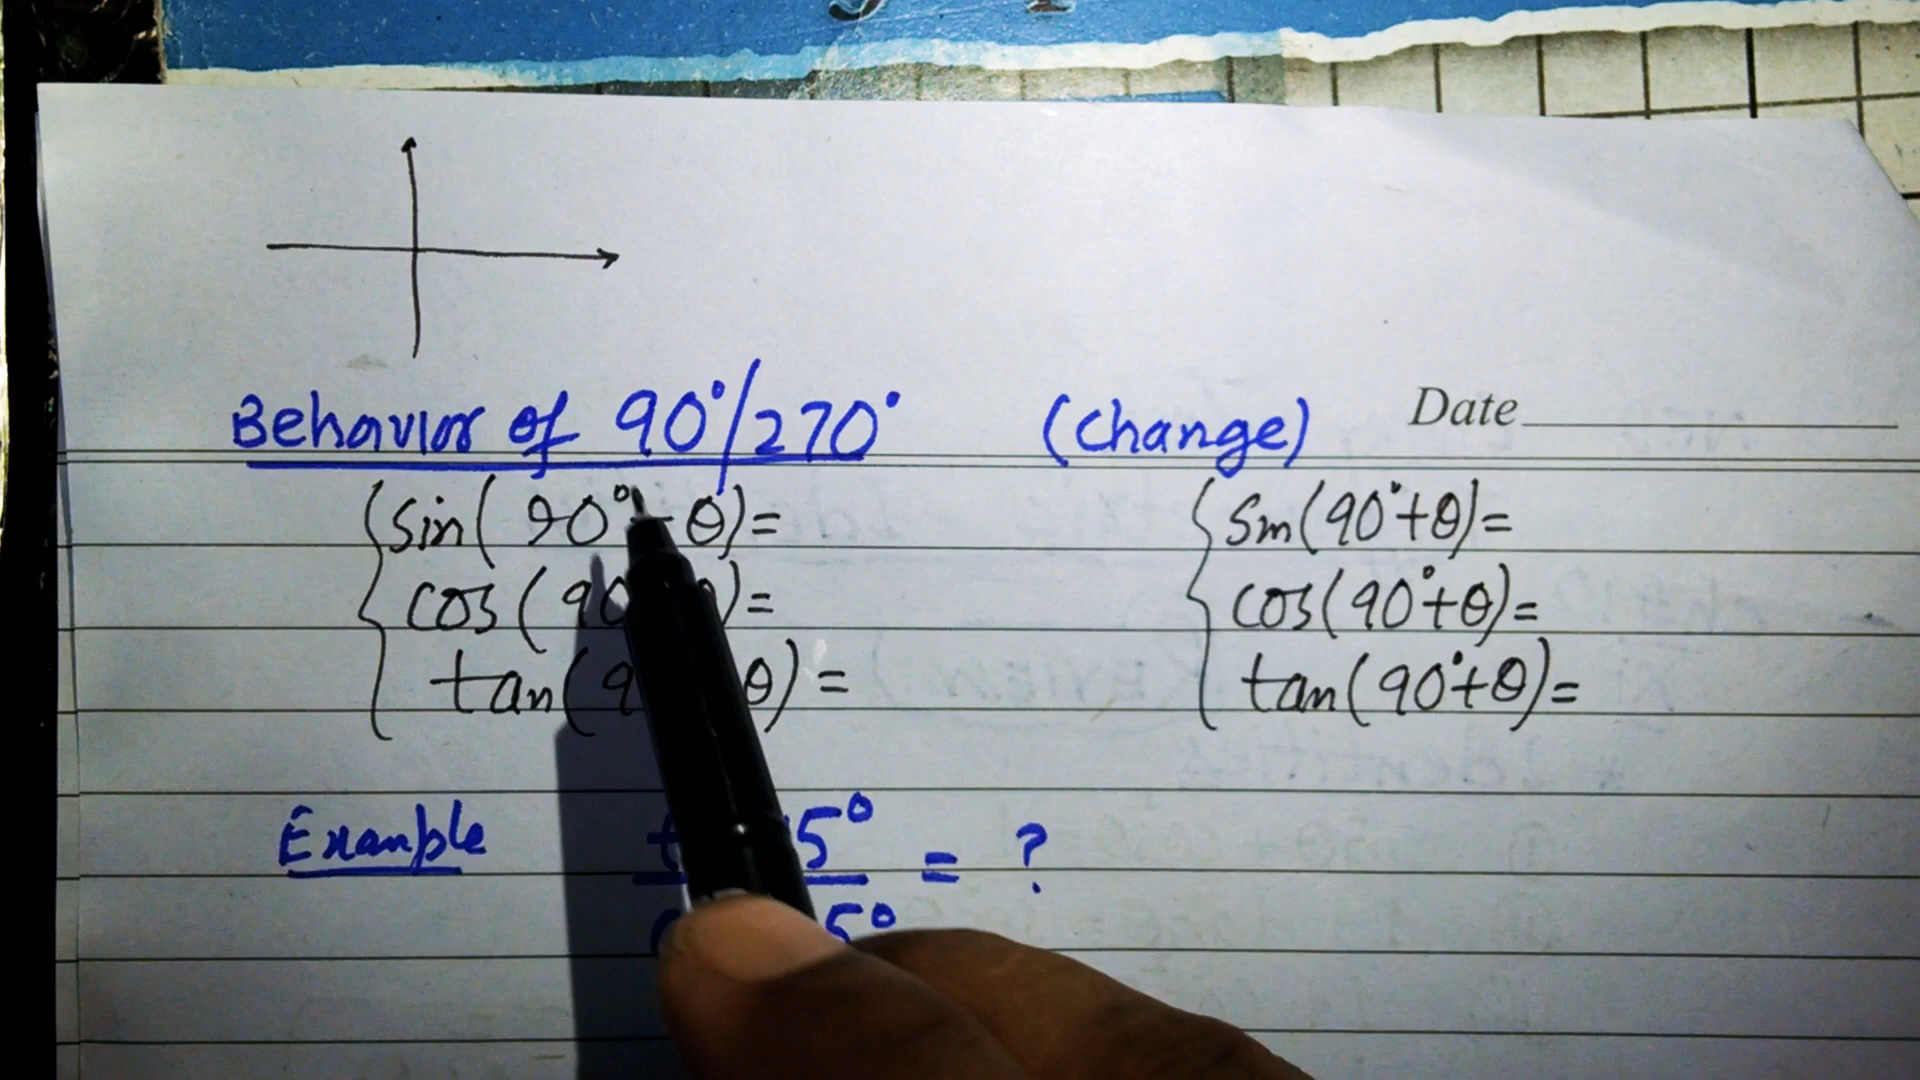 Behavior of 90°/270° (change) Date
sin( 90° - θ)= Sin(90°+θ)=
cos(90 )= cos(90°+θ)=
tan(9 θ)= tan(90°+θ)=
Example 5° = ?
5°